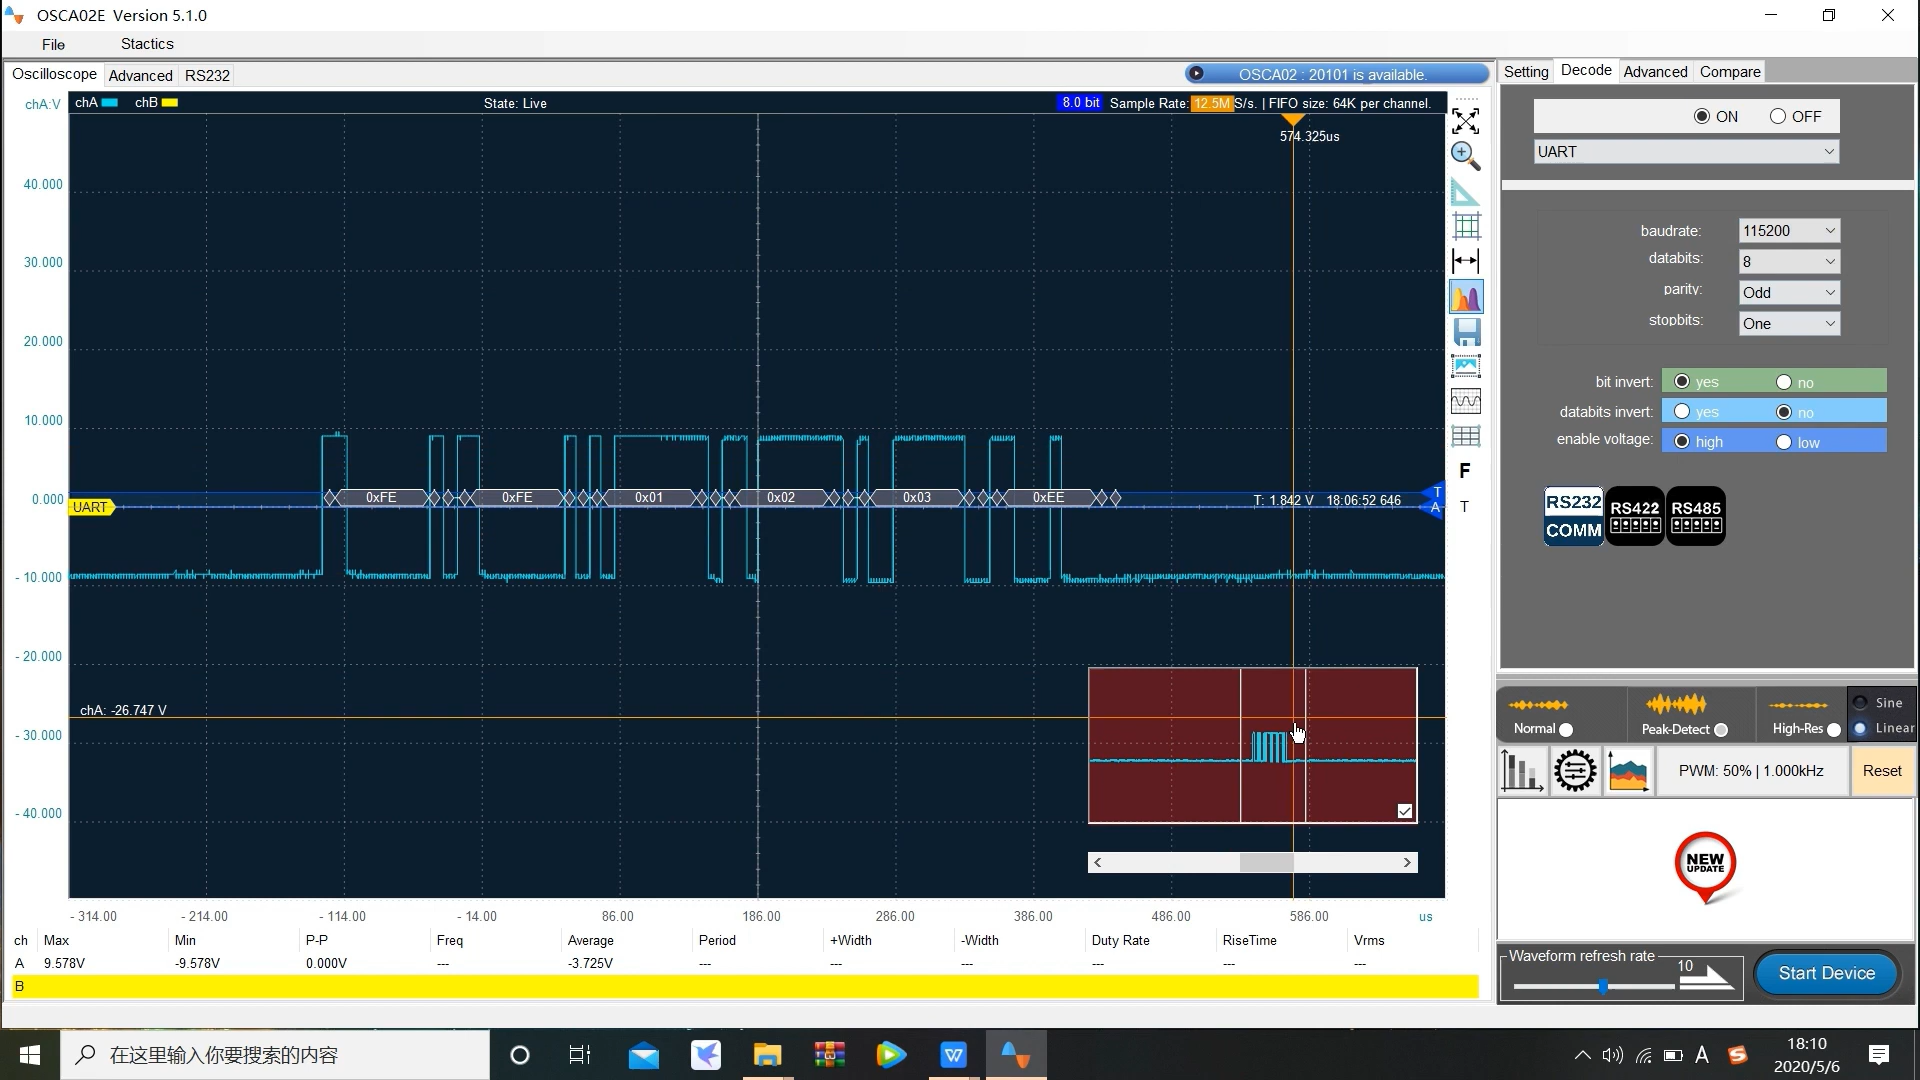 OSCA02E Version 5.1.0
File Stactics
Oscilloscope Advanced RS232
OSCA02 : 20101 is available.
Setting Decode Advanced Compare
chA:V chA chB State: Live 8.0 bit Sample Rate: 12.5M S/s. | FIFO size: 64K per channel.
574.325us
40.000
30.000
20.000
10.000
0.000
- 10.000
- 20.000
- 30.000
- 40.000
UART 0xFE 0xFE 0x01 0x02 0x03 0xEE
T: 1.842 V 18:06:52 646
T
A
chA: -26.747 V
- 314.00 - 214.00 - 114.00 - 14.00 86.00 186.00 286.00 386.00 486.00 586.00 us
F
T
ch Max Min P-P Freq Average Period +Width -Width Duty Rate RiseTime Vrms
A 9.578V -9.578V 0.000V --- -3.725V --- --- --- --- --- ---
B
ON OFF
UART
baudrate: 115200
databits: 8
parity: Odd
stopbits: One
bit invert: yes no
databits invert: yes no
enable voltage: high low
RS232 COMM
RS422
RS485
Normal Peak-Detect High-Res
Sine
Linear
PWM: 50% | 1.000kHz Reset
NEW
UPDATE
Waveform refresh rate
10
Start Device
在这里输入你要搜索的内容
W
A
S
18:10
2020/5/6